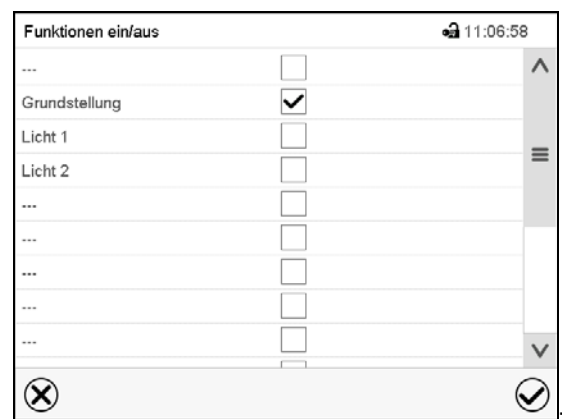 Funktionen ein/aus 11:06:58
---
Grundstellung
Licht 1
Licht 2
---
---
---
---
---